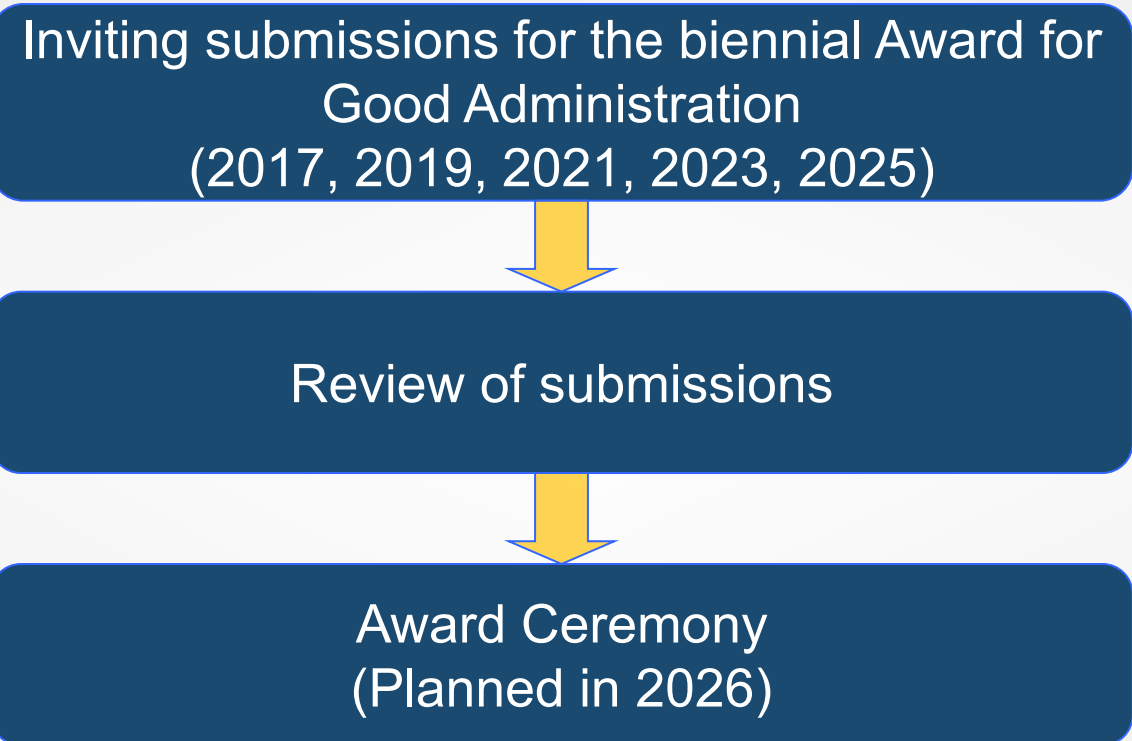 Inviting submissions for the biennial Award for
Good Administration
(2017, 2019, 2021, 2023, 2025)
Review of submissions
Award Ceremony
(Planned in 2026)